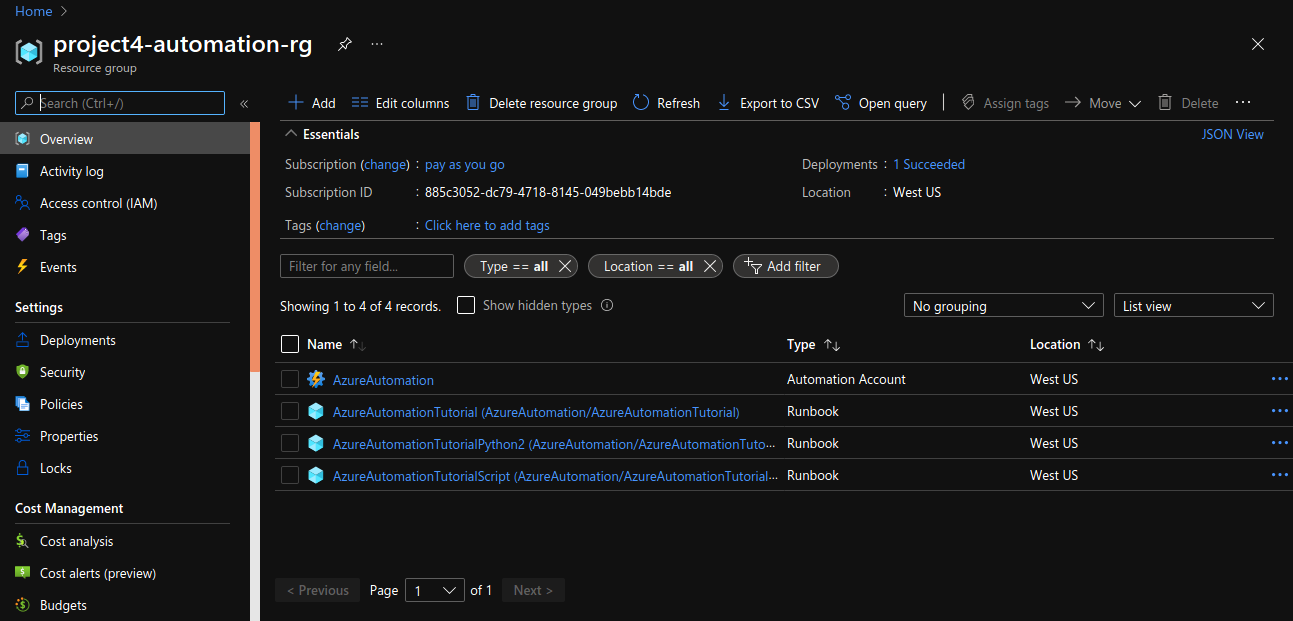 Home >
project4-automation-rg
Resource group
Search (Ctrl+/)
«
Overview
Activity log
Access control (IAM)
Tags
Events
Settings
Deployments
Security
Policies
Properties
Locks
Cost Management
Cost analysis
Cost alerts (preview)
Budgets
Add Edit columns Delete resource group Refresh Export to CSV Open query Assign tags Move Delete ...
Essentials JSON View
Subscription (change) : pay as you go Deployments : 1 Succeeded
Subscription ID : 885c3052-dc79-4718-8145-049bebb14bde Location : West US
Tags (change) : Click here to add tags
Filter for any field... Type == all Location == all Add filter
Showing 1 to 4 of 4 records. Show hidden types No grouping List view
Name Type Location
AzureAutomation Automation Account West US
AzureAutomationTutorial (AzureAutomation/AzureAutomationTutorial) Runbook West US
AzureAutomationTutorialPython2 (AzureAutomation/AzureAutomationTuto... Runbook West US
AzureAutomationTutorialScript (AzureAutomation/AzureAutomationTutorial... Runbook West US
< Previous Page 1 of 1 Next >